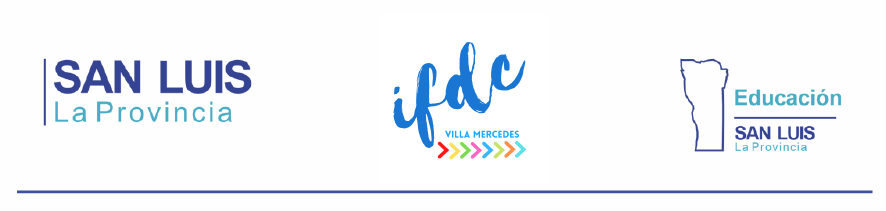 SAN LUIS
La Provincia
ifdc
VILLA MERCEDES
Educación
SAN LUIS
La Provincia